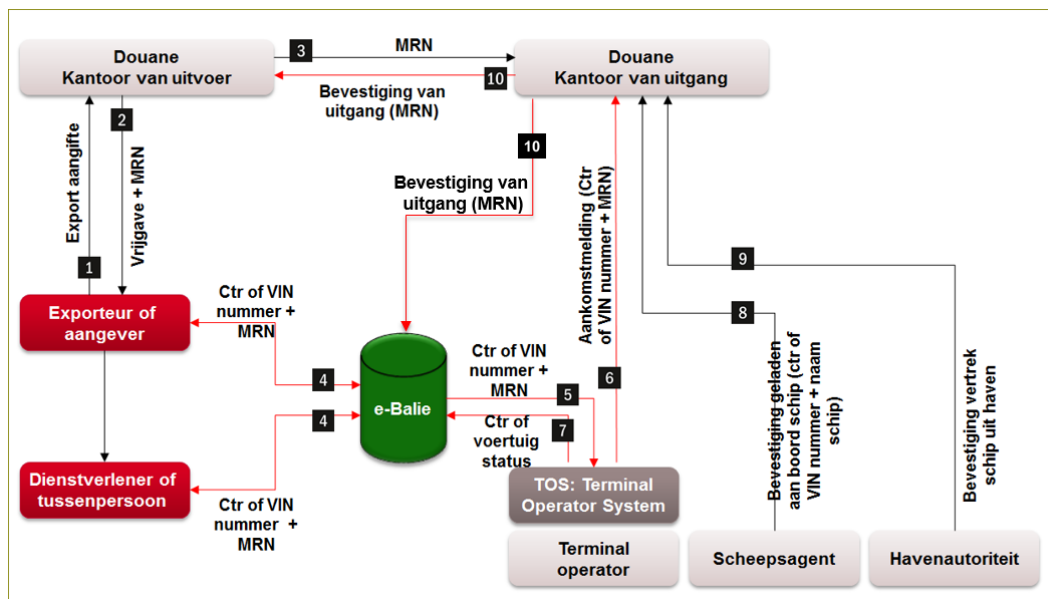 Douane
Kantoor van uitvoer
3
MRN
10
Bevestiging van
uitgang (MRN)
Douane
Kantoor van uitgang
1
Export aangifte
2
Vrijgave + MRN
10
Bevestiging van
uitgang (MRN)
Aankomstmelding (Ctr
of VIN nummer + MRN)
6
9
8
Exporteur of
aangever
Ctr of VIN
nummer +
MRN
4
e-Balie
Ctr of VIN
nummer +
MRN
5
4
Ctr of
voertuig
status
7
Dienstverlener of
tussenpersoon
Ctr of VIN
nummer +
MRN
TOS: Terminal
Operator System
Bevestiging geladen
aan boord schip (ctr of
VIN nummer + naam
schip)
Bevestiging vertrek
schip uit haven
Terminal
operator
Scheepsagent
Havenautoriteit